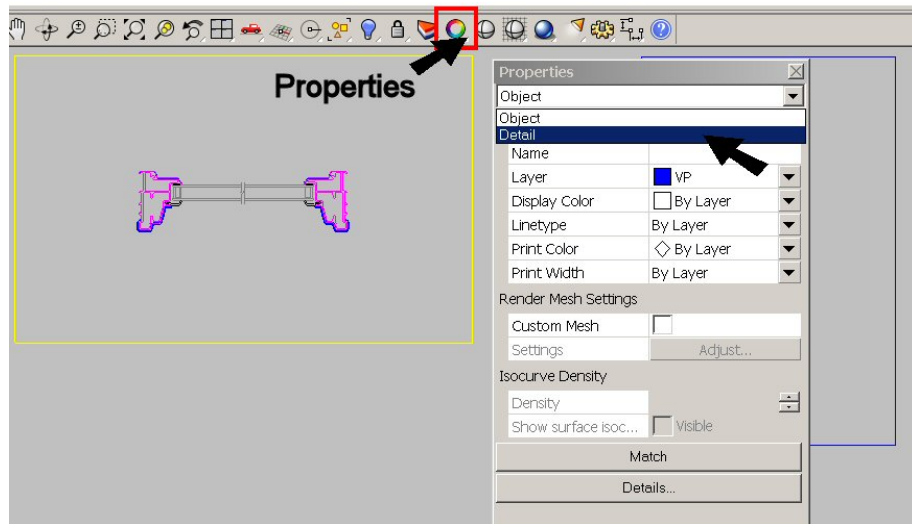 Properties
Properties
Object
Object
Detail
Name
Layer VP
Display Color By Layer
Linetype By Layer
Print Color By Layer
Print Width By Layer
Render Mesh Settings
Custom Mesh
Settings Adjust...
Isocurve Density
Density
Show surface isoc... Visible
Match
Details...